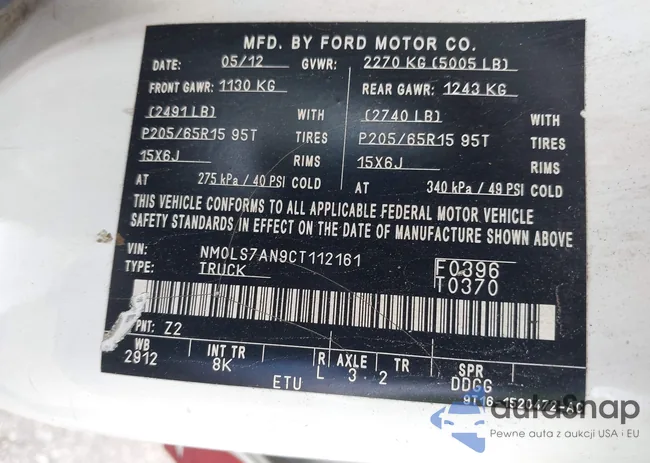 MFD. BY FORD MOTOR CO.
DATE: 05/12 GVWR: 2270 KG (5005 LB)
FRONT GAWR: 1130 KG REAR GAWR: 1243 KG
(2491 LB) WITH (2740 LB) WITH
P205/65R15 95T TIRES P205/65R15 95T TIRES
15X6J RIMS 15X6J RIMS
AT 275 kPa / 40 PSI COLD AT 340 kPa / 49 PSI COLD
THIS VEHICLE CONFORMS TO ALL APPLICABLE FEDERAL MOTOR VEHICLE
SAFETY STANDARDS IN EFFECT ON THE DATE OF MANUFACTURE SHOWN ABOVE
VIN: NM0LS7AN9CT112161 F0396
TYPE: TRUCK T0370
PNT: Z2
WB INT TR R AXLE TR SPR
2912 8K L 3 2 DDGG
ETU 9T16-1520472-AG
autoSnap
Pewne auta z aukcji USA i EU